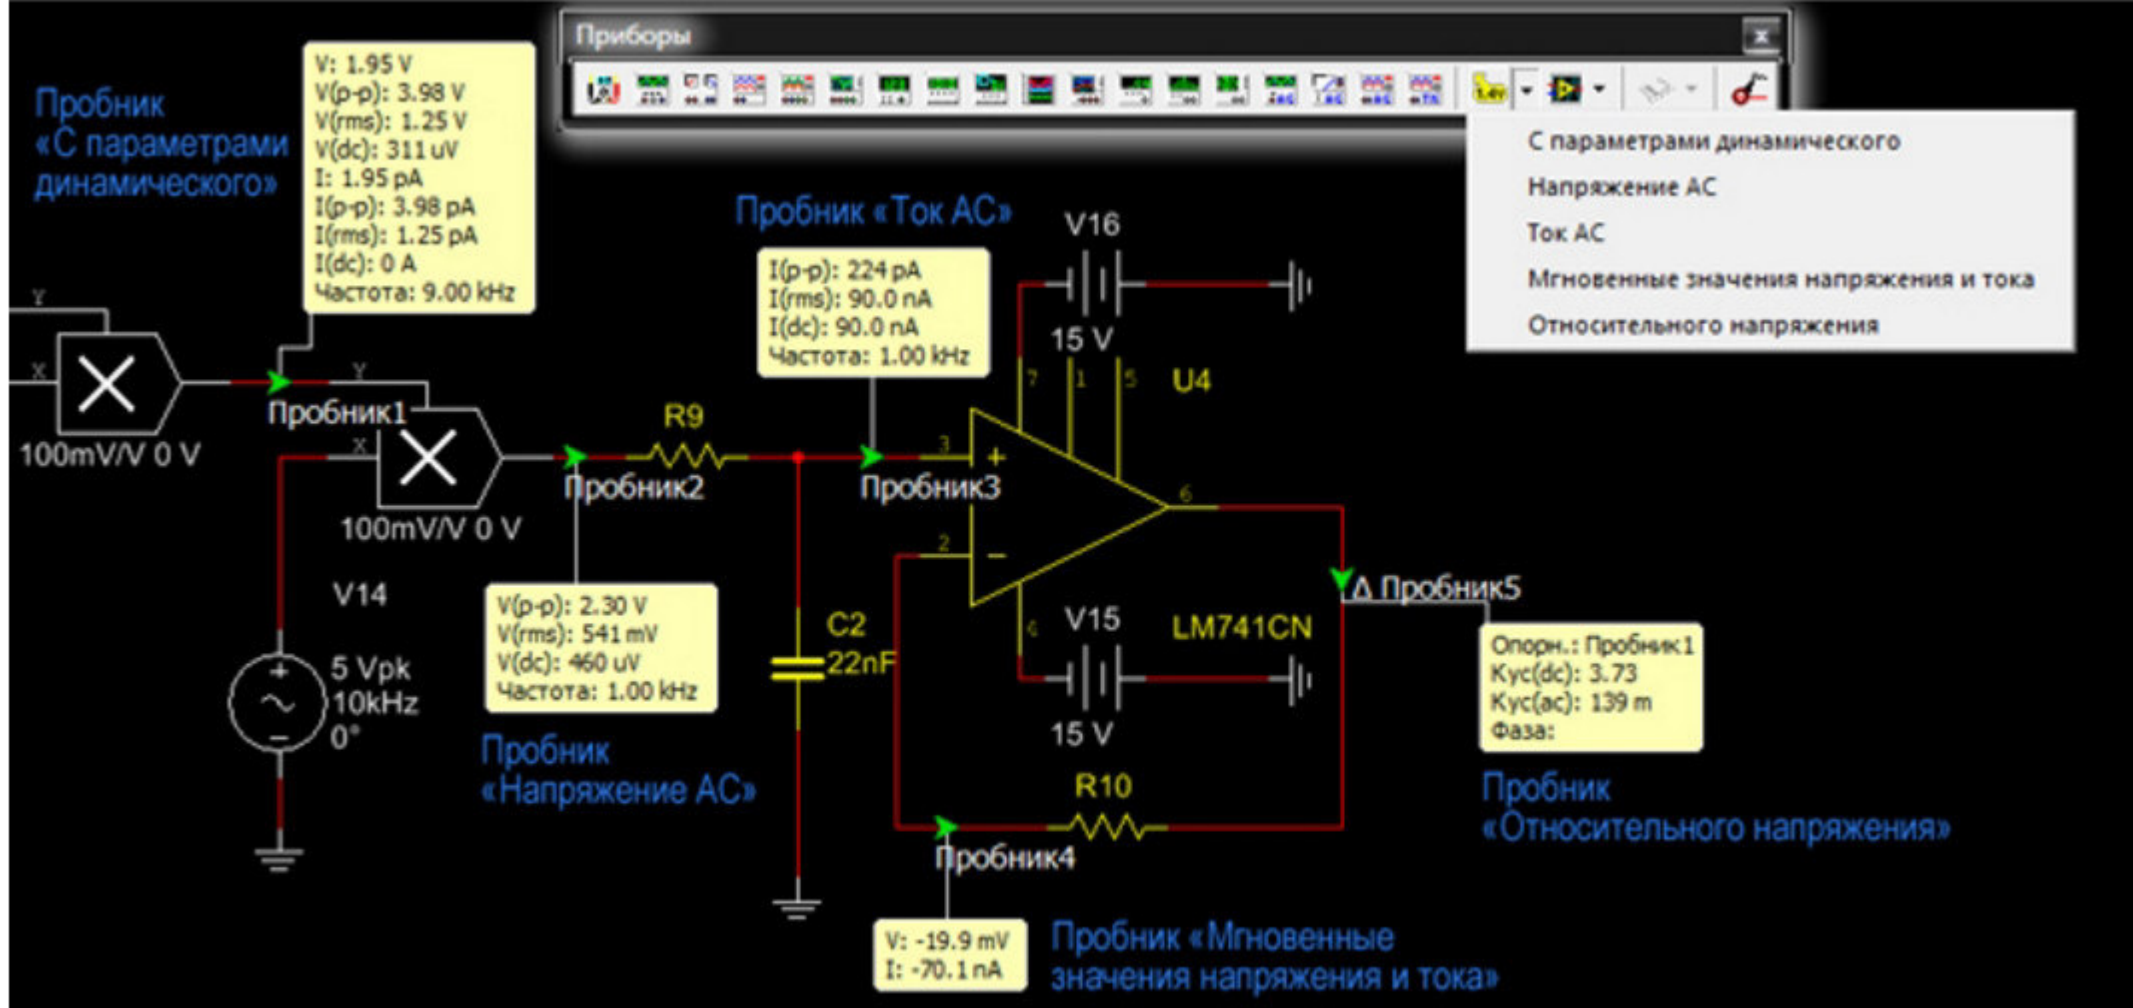 Приборы
С параметрами динамического
Напряжение AC
Ток AC
Мгновенные значения напряжения и тока
Относительного напряжения
Пробник
«С параметрами
динамического»
V: 1.95 V
V(p-p): 3.98 V
V(rms): 1.25 V
V(dc): 311 uV
I: 1.95 pA
I(p-p): 3.98 pA
I(rms): 1.25 pA
I(dc): 0 A
Частота: 9.00 kHz
Пробник «Ток AC»
I(p-p): 224 pA
I(rms): 90.0 nA
I(dc): 90.0 nA
Частота: 1.00 kHz
V16
15 V
Y
X
Y
Пробник1
100mV/V 0 V
X
100mV/V 0 V
R9
Пробник2
Пробник3
7
1
5
U4
3
+
2
−
6
4
V14
5 Vpk
10kHz
0°
V(p-p): 2.30 V
V(rms): 541 mV
V(dc): 460 uV
Частота: 1.00 kHz
Пробник
«Напряжение AC»
C2
22nF
V15
LM741CN
15 V
Δ Пробник5
Опорн.: Пробник1
Кус(dc): 3.73
Кус(ac): 139 m
Фаза:
Пробник
«Относительного напряжения»
R10
Пробник4
V: -19.9 mV
I: -70.1 nA
Пробник «Мгновенные
значения напряжения и тока»